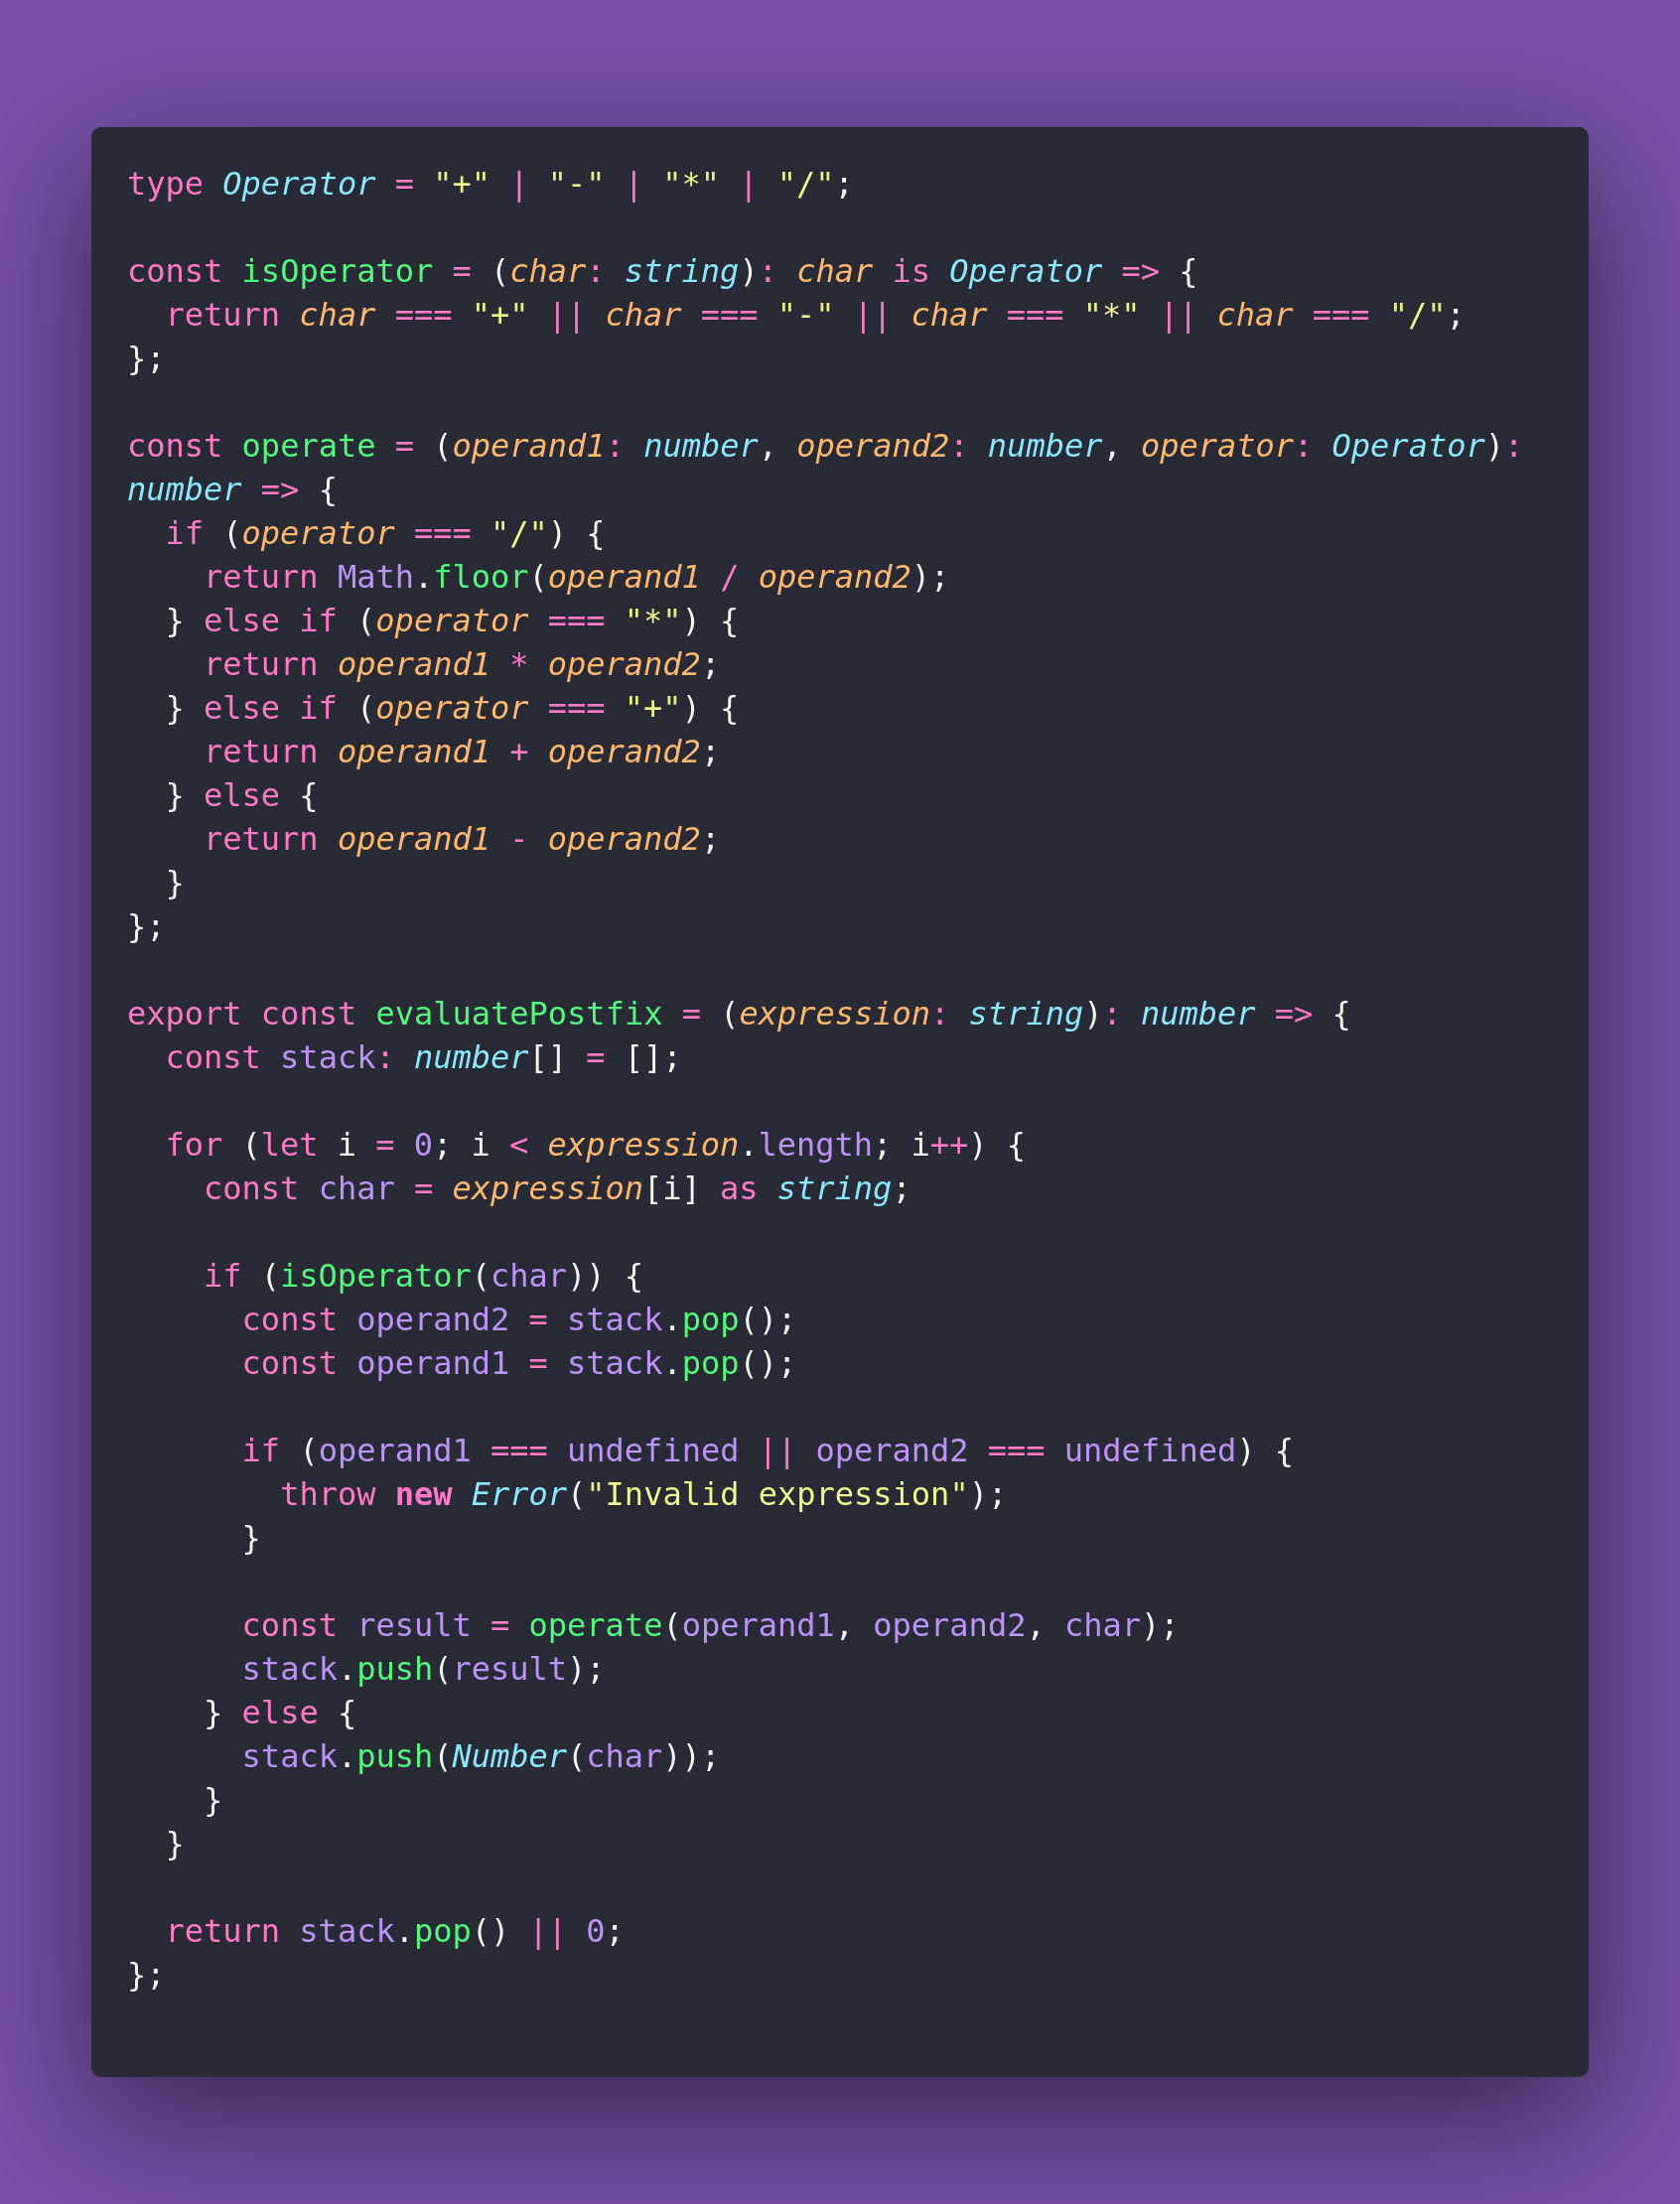 type Operator = "+" | "-" | "*" | "/";

const isOperator = (char: string): char is Operator => {
  return char === "+" || char === "-" || char === "*" || char === "/";
};

const operate = (operand1: number, operand2: number, operator: Operator):
number => {
  if (operator === "/") {
    return Math.floor(operand1 / operand2);
  } else if (operator === "*") {
    return operand1 * operand2;
  } else if (operator === "+") {
    return operand1 + operand2;
  } else {
    return operand1 - operand2;
  }
};

export const evaluatePostfix = (expression: string): number => {
  const stack: number[] = [];

  for (let i = 0; i < expression.length; i++) {
    const char = expression[i] as string;

    if (isOperator(char)) {
      const operand2 = stack.pop();
      const operand1 = stack.pop();

      if (operand1 === undefined || operand2 === undefined) {
        throw new Error("Invalid expression");
      }

      const result = operate(operand1, operand2, char);
      stack.push(result);
    } else {
      stack.push(Number(char));
    }
  }

  return stack.pop() || 0;
};